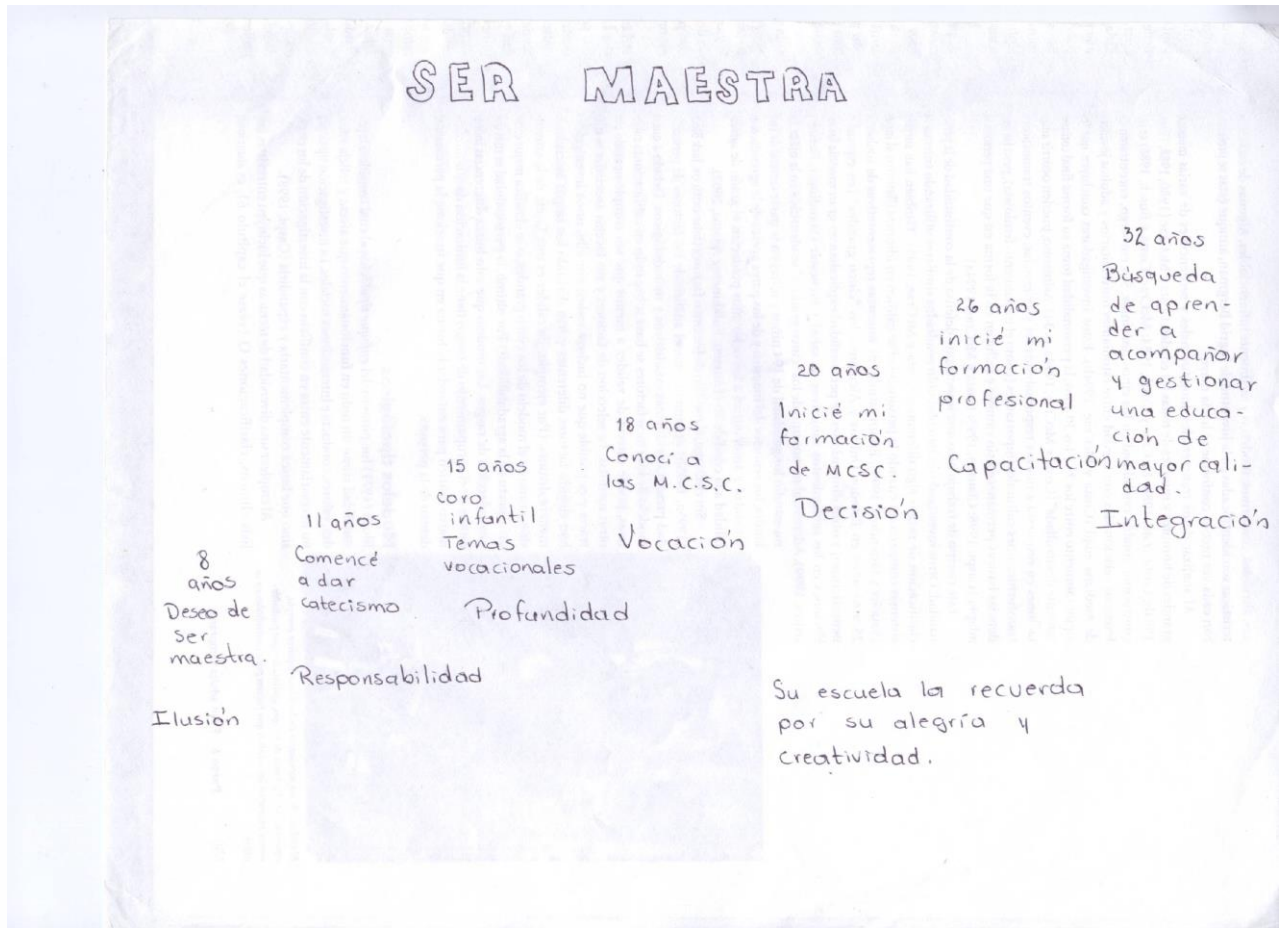 SER MAESTRA
8
años
Deseo de
ser
maestra.
Ilusión
11 años
Comencé
a dar
catecismo
Responsabilidad
15 años
coro
infantil
Temas
vocacionales
Profundidad
18 años
Conocí a
las M.C.S.C.
Vocación
20 años
Inicié mi
formación
de MCSC.
Decisión
26 años
inicié mi
formación
profesional
Capacitación
32 años
Búsqueda
de apren-
der a
acompañar
y gestionar
una educa-
ción de
mayor cali-
dad.
Integración
Su escuela la recuerda
por su alegría y
creatividad.